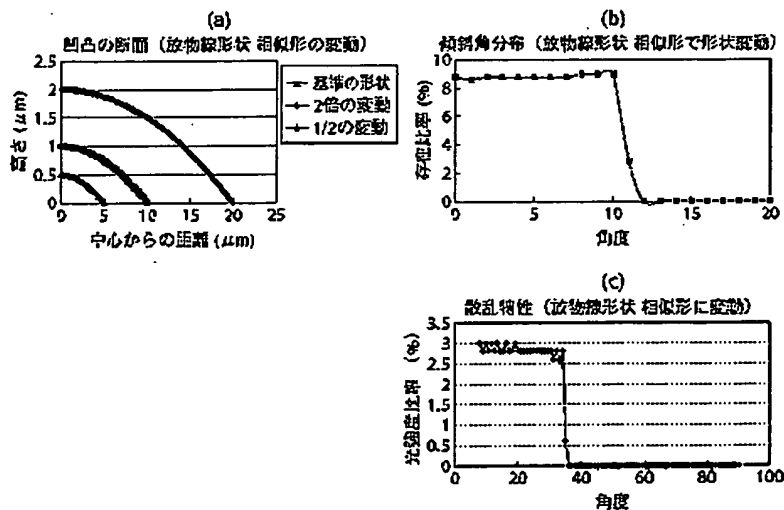 (a)
凹凸の断面（放物線形状 相似形の変動）
2.5
2
1.5
1
0.5
0
高さ (μm)
0 5 10 15 20 25
中心からの距離 (μm)
基準の形状
2倍の変動
1/2の変動
(b)
傾斜角分布（放物線形状 相似形で形状変動）
10
8
6
4
2
0
存在比率 (%)
0 5 10 15 20
角度
(c)
散乱特性（放物線形状 相似形に変動）
3.5
3
2.5
2
1.5
1
0.5
0
光強度比率 (%)
0 20 40 60 80 100
角度